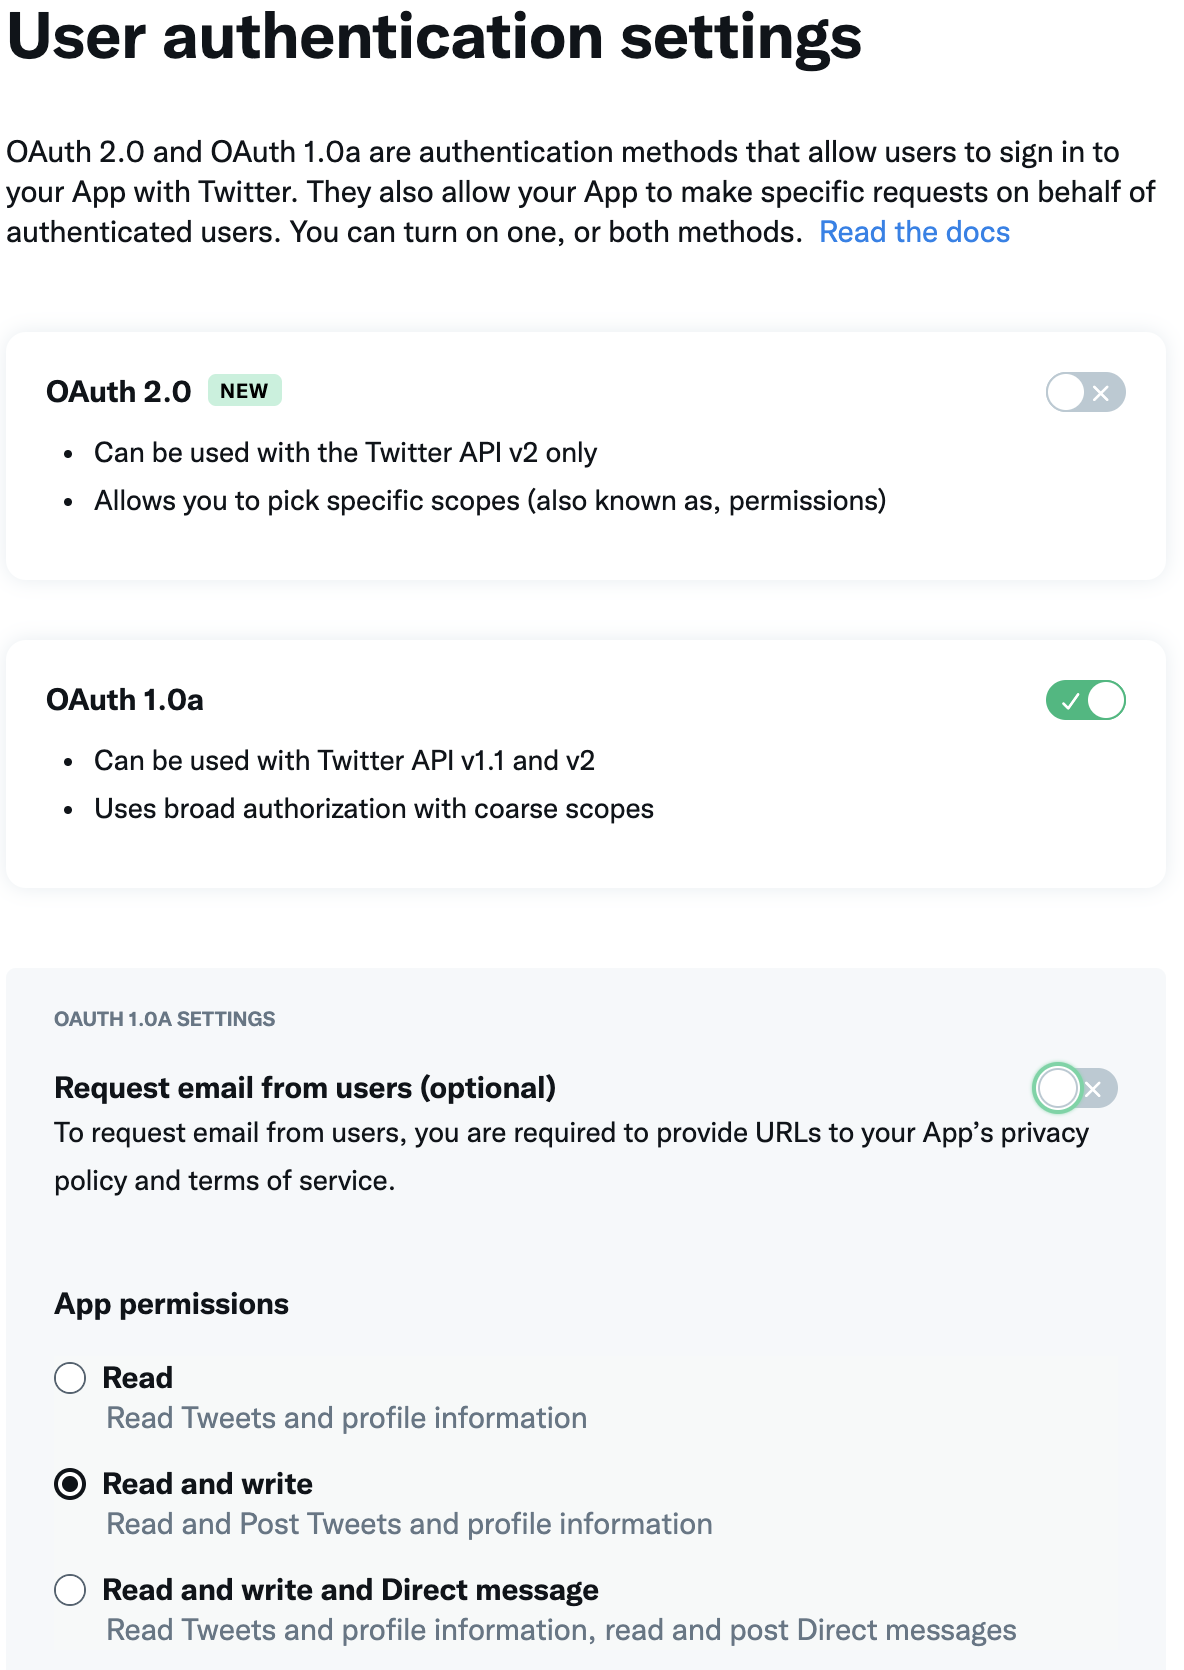 User authentication settings
OAuth 2.0 and OAuth 1.0a are authentication methods that allow users to sign in to
your App with Twitter. They also allow your App to make specific requests on behalf of
authenticated users. You can turn on one, or both methods. Read the docs
OAuth 2.0 NEW
• Can be used with the Twitter API v2 only
• Allows you to pick specific scopes (also known as, permissions)
OAuth 1.0a
• Can be used with Twitter API v1.1 and v2
• Uses broad authorization with coarse scopes
OAUTH 1.0A SETTINGS
Request email from users (optional)
To request email from users, you are required to provide URLs to your App’s privacy
policy and terms of service.
App permissions
Read
Read Tweets and profile information
Read and write
Read and Post Tweets and profile information
Read and write and Direct message
Read Tweets and profile information, read and post Direct messages